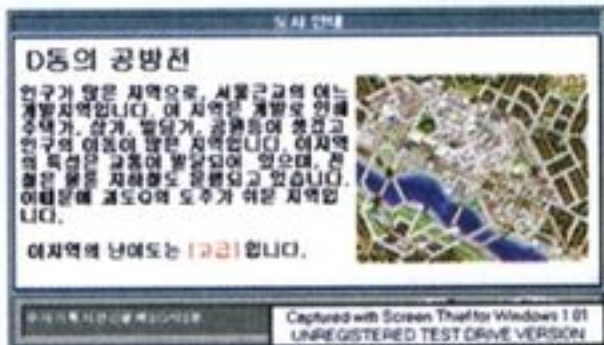 도시 안내
D동의 공방전
인구가 많은 지역으로, 서울근교의 어느
개발지역입니다. 이 지역은 개발로 인해
주택가, 상가, 빌딩가, 공원등이 생겼고
인구의 이동이 많은 지역입니다. 이지역
의 특성은 교통이 발달되어 있으며, 전
철은 물론 지하철도 운행되고 있습니다.
이때문에 괴도Q의 도주가 쉬운 지역입
니다.
이지역의 난이도는 [고급]입니다.
Captured with Screen Thief for Windows 1.01
UNREGISTERED TEST DRIVE VERSION